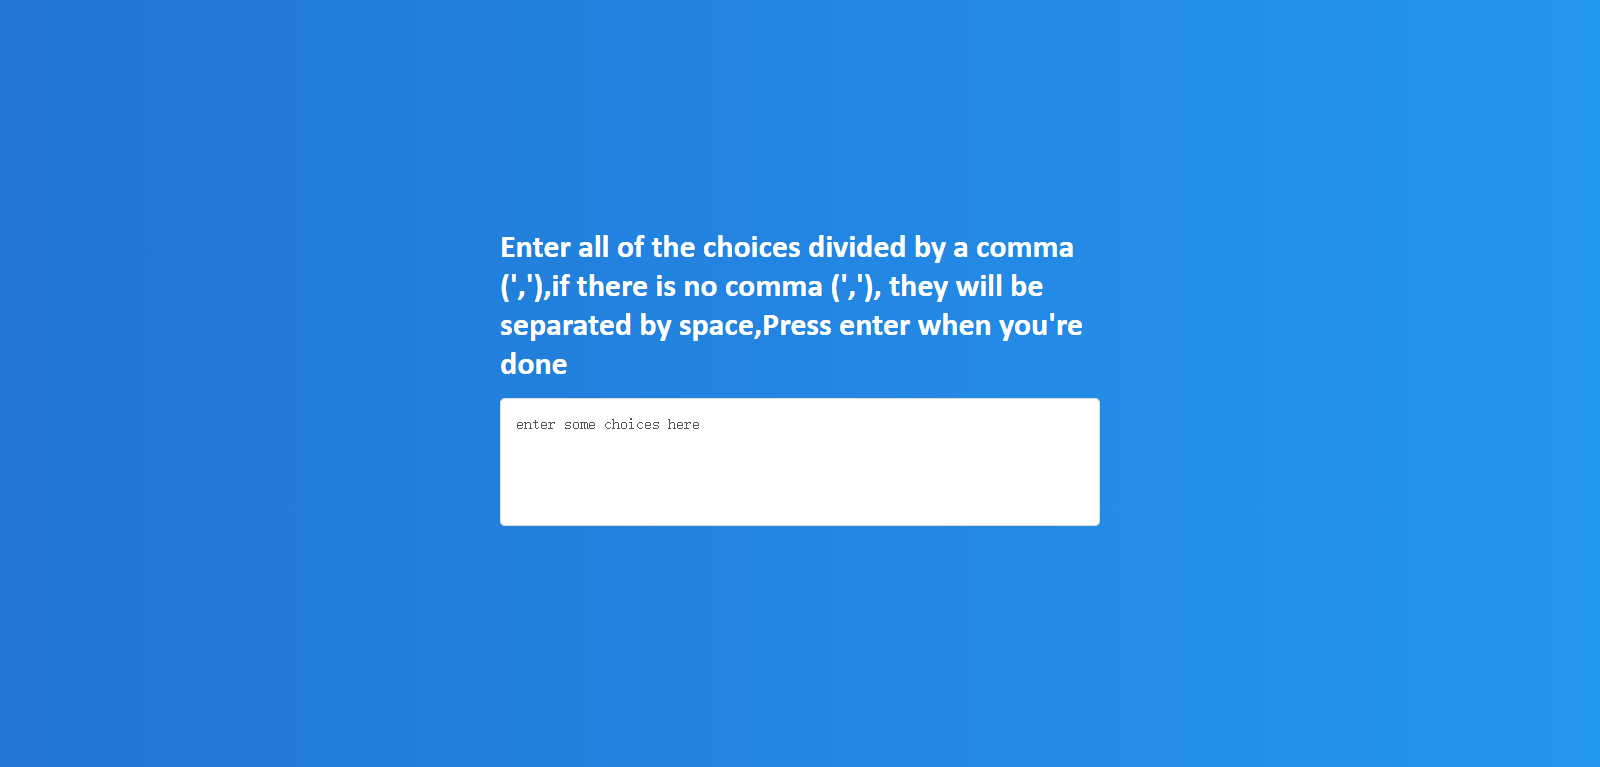 Enter all of the choices divided by a comma
(','),if there is no comma (','), they will be
separated by space,Press enter when you're
done
enter some choices here